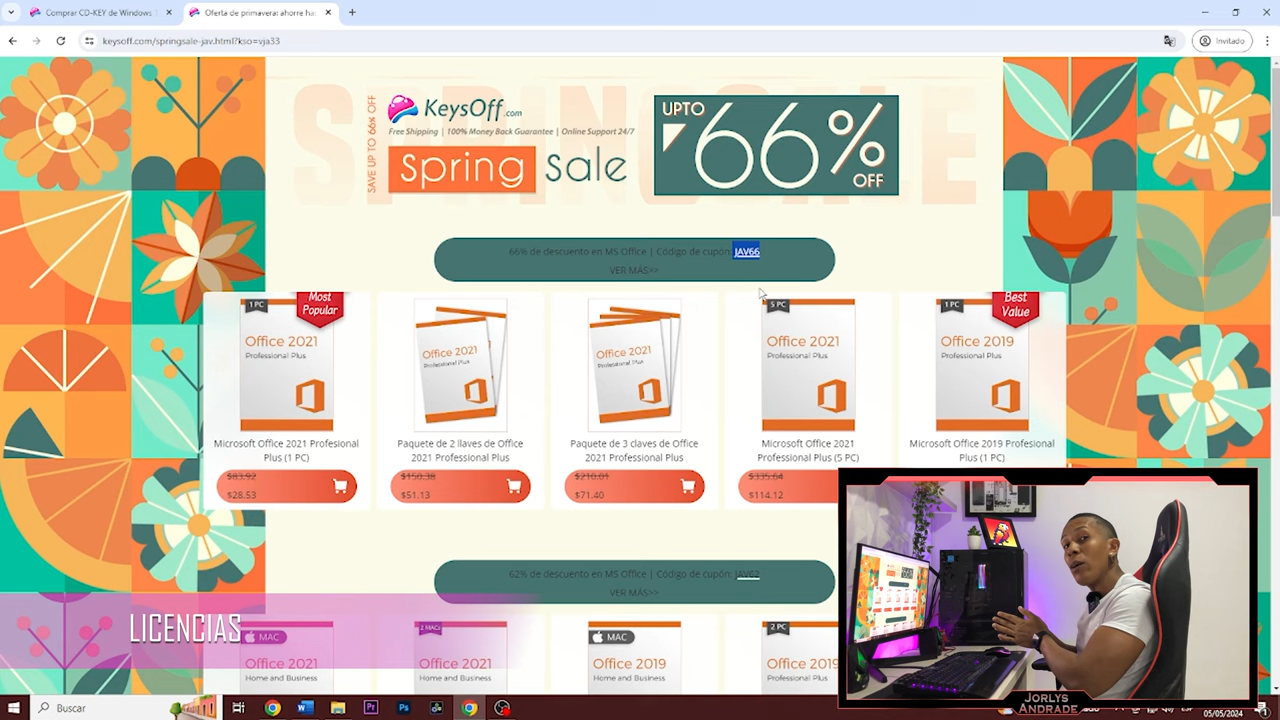 Comprar CD-KEY de Windows 1
Oferta de primavera: ahorre ha
keysoff.com/springsale-jav.html?kso=vja33
Invitado
SPRING SALE
SAVE UP TO 66% OFF
KeysOff.com
Free Shipping | 100% Money Back Guarantee | Online Support 24/7
Spring Sale
UPTO
66%
OFF
66% de descuento en MS Office | Código de cupón: JAV66
VER MÁS>>
1 PC
Most
Popular
Office 2021
Professional Plus
Microsoft Office 2021 Profesional
Plus (1 PC)
$83.92
$28.53
Office 2021
Professional Plus
Paquete de 2 llaves de Office
2021 Professional Plus
$150.38
$51.13
Office 2021
Professional Plus
Paquete de 3 claves de Office
2021 Professional Plus
$210.01
$71.40
5 PC
Office 2021
Professional Plus
Microsoft Office 2021
Professional Plus (5 PC)
$335.64
$114.12
1 PC
Best
Value
Office 2019
Professional Plus
Microsoft Office 2019 Profesional
Plus (1 PC)
62% de descuento en MS Office | Código de cupón: JAV62
VER MÁS>>
LICENCIAS
MAC
Office 2021
Home and Business
2 MACs
Office 2021
Home and Business
MAC
Office 2019
Home and Business
2 PC
Office 2019
Professional Plus
JORLYS
ANDRADE
Buscar
05/05/2024